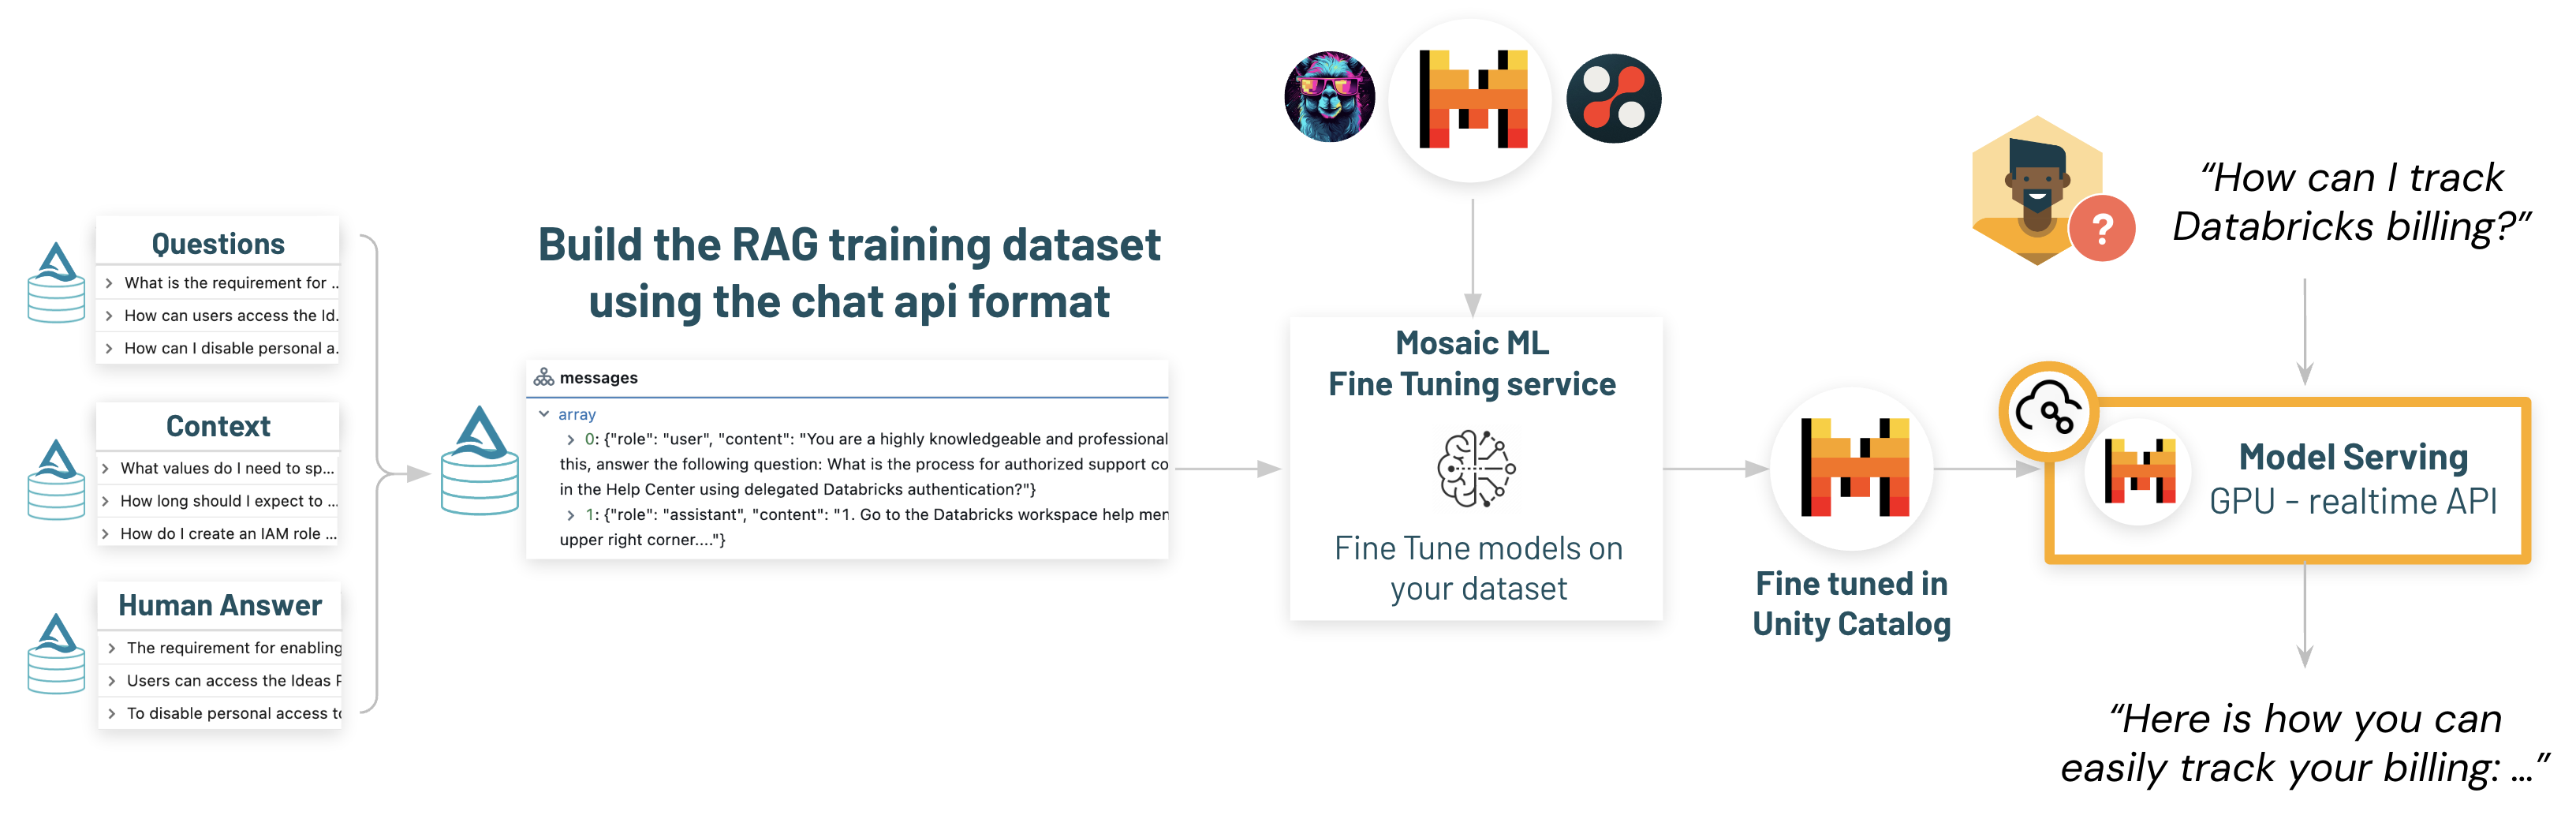 Questions
What is the requirement for ..
How can users access the Id.
How can I disable personal a.
Context
What values do I need to sp...
How long should I expect to ...
How do I create an IAM role ...
Human Answer
The requirement for enabling
Users can access the Ideas P
To disable personal access to
Build the RAG training dataset
using the chat api format
messages
array
0: {"role": "user", "content": "You are a highly knowledgeable and professional
this, answer the following question: What is the process for authorized support co
in the Help Center using delegated Databricks authentication?"}
1: {"role": "assistant", "content": "1. Go to the Databricks workspace help men
upper right corner...."}
Mosaic ML
Fine Tuning service
Fine Tune models on
your dataset
Fine tuned in
Unity Catalog
?
“How can I track
Databricks billing?”
Model Serving
GPU - realtime API
“Here is how you can
easily track your billing: ...”